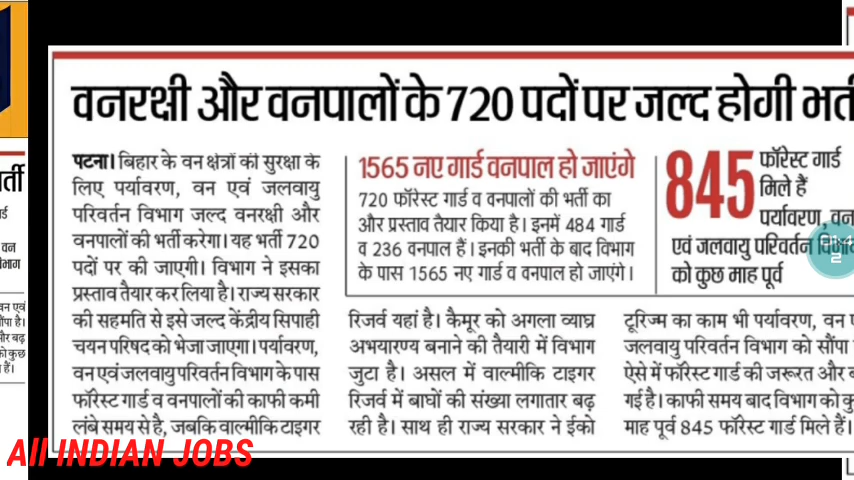 वनरक्षी और वनपालों के 720 पदों पर जल्द होगी भर्ती
पटना। बिहार के वन क्षेत्रों की सुरक्षा के
लिए पर्यावरण, वन एवं जलवायु
परिवर्तन विभाग जल्द वनरक्षी और
वनपालों की भर्ती करेगा। यह भर्ती 720
पदों पर की जाएगी। विभाग ने इसका
प्रस्ताव तैयार कर लिया है। राज्य सरकार
की सहमति से इसे जल्द केंद्रीय सिपाही
चयन परिषद को भेजा जाएगा। पर्यावरण,
वन एवं जलवायु परिवर्तन विभाग के पास
फॉरेस्ट गार्ड व वनपालों की काफी कमी
लंबे समय से है, जबकि वाल्मीकि टाइगर
1565 नए गार्ड वनपाल हो जाएंगे
720 फॉरेस्ट गार्ड व वनपालों की भर्ती का
और प्रस्ताव तैयार किया है। इनमें 484 गार्ड
व 236 वनपाल हैं। इनकी भर्ती के बाद विभाग
के पास 1565 नए गार्ड व वनपाल हो जाएंगे।
845 फॉरेस्ट गार्ड
मिले हैं
पर्यावरण, वन
एवं जलवायु परिवर्तन विभाग
को कुछ माह पूर्व
रिजर्व यहां है। कैमूर को अगला व्याघ्र
अभयारण्य बनाने की तैयारी में विभाग
जुटा है। असल में वाल्मीकि टाइगर
रिजर्व में बाघों की संख्या लगातार बढ़
रही है। साथ ही राज्य सरकार ने ईको
टूरिज्म का काम भी पर्यावरण, वन ए
जलवायु परिवर्तन विभाग को सौंपा
ऐसे में फॉरेस्ट गार्ड की जरूरत और ब
गई है। काफी समय बाद विभाग को कु
माह पूर्व 845 फॉरेस्ट गार्ड मिले हैं।
All INDIAN JOBS